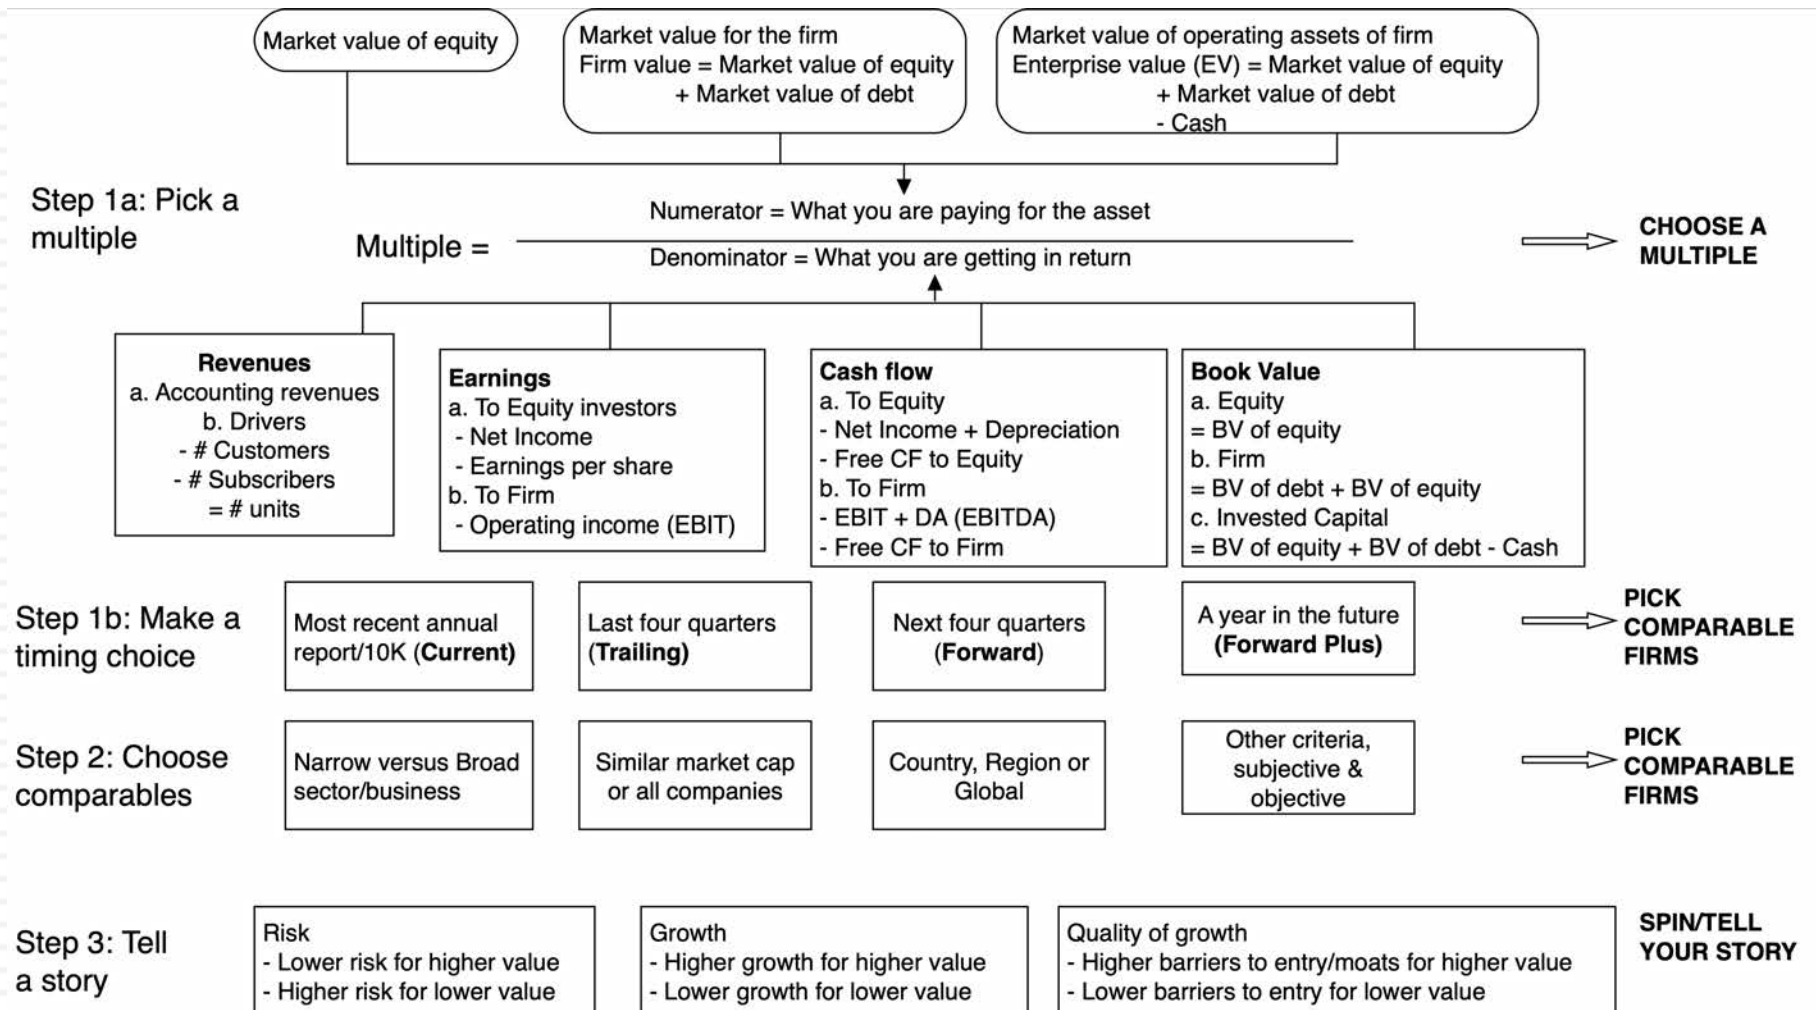 Market value of equity
Market value for the firm
Firm value = Market value of equity
+ Market value of debt
Market value of operating assets of firm
Enterprise value (EV) = Market value of equity
+ Market value of debt
- Cash
Step 1a: Pick a
multiple
Multiple =
Numerator = What you are paying for the asset
Denominator = What you are getting in return
CHOOSE A
MULTIPLE
Revenues
a. Accounting revenues
b. Drivers
- # Customers
- # Subscribers
= # units
Earnings
a. To Equity investors
- Net Income
- Earnings per share
b. To Firm
- Operating income (EBIT)
Cash flow
a. To Equity
- Net Income + Depreciation
- Free CF to Equity
b. To Firm
- EBIT + DA (EBITDA)
- Free CF to Firm
Book Value
a. Equity
= BV of equity
b. Firm
= BV of debt + BV of equity
c. Invested Capital
= BV of equity + BV of debt - Cash
Step 1b: Make a
timing choice
Most recent annual
report/10K (Current)
Last four quarters
(Trailing)
Next four quarters
(Forward)
A year in the future
(Forward Plus)
PICK
COMPARABLE
FIRMS
Step 2: Choose
comparables
Narrow versus Broad
sector/business
Similar market cap
or all companies
Country, Region or
Global
Other criteria,
subjective &
objective
PICK
COMPARABLE
FIRMS
Step 3: Tell
a story
Risk
- Lower risk for higher value
- Higher risk for lower value
Growth
- Higher growth for higher value
- Lower growth for lower value
Quality of growth
- Higher barriers to entry/moats for higher value
- Lower barriers to entry for lower value
SPIN/TELL
YOUR STORY